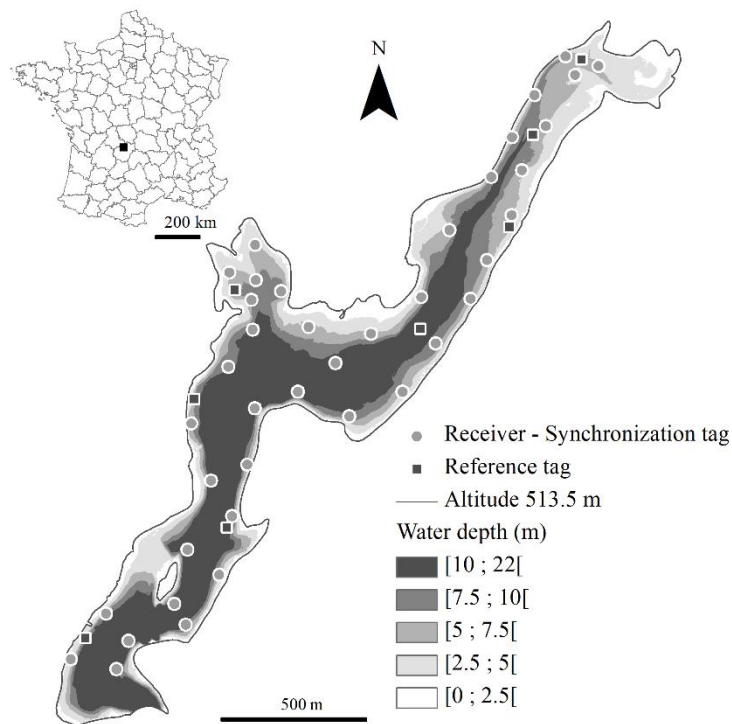 N
200 km
Receiver - Synchronization tag
Reference tag
Altitude 513.5 m
Water depth (m)
[10 ; 22[
[7.5 ; 10[
[5 ; 7.5[
[2.5 ; 5[
[0 ; 2.5[
500 m